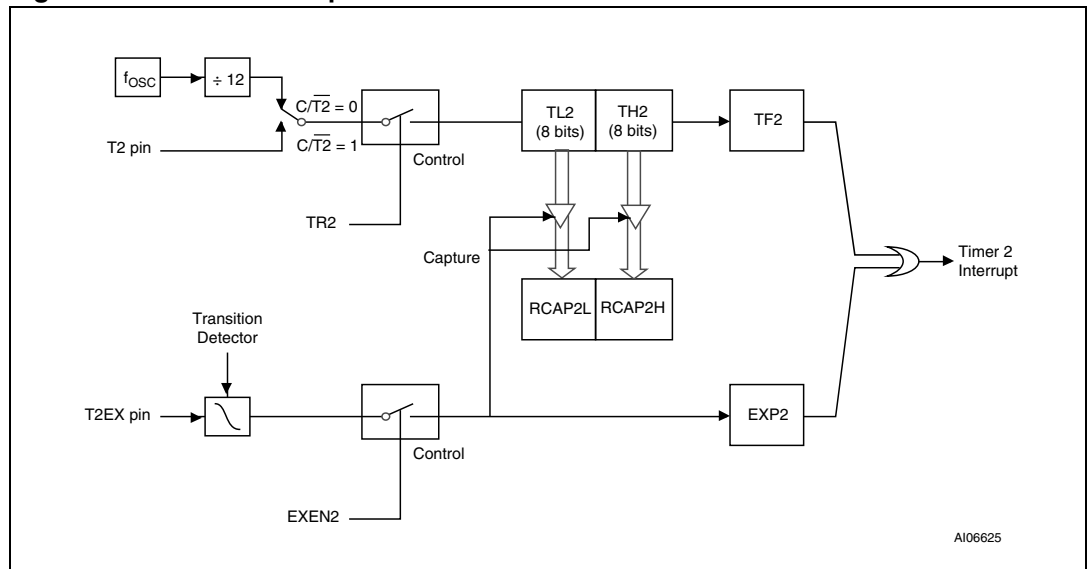 fOSC
÷ 12
C/T2 = 0
T2 pin
C/T2 = 1
Control
TR2
TL2
(8 bits)
TH2
(8 bits)
TF2
Capture
RCAP2L
RCAP2H
Timer 2
Interrupt
Transition
Detector
T2EX pin
Control
EXEN2
EXP2
AI06625